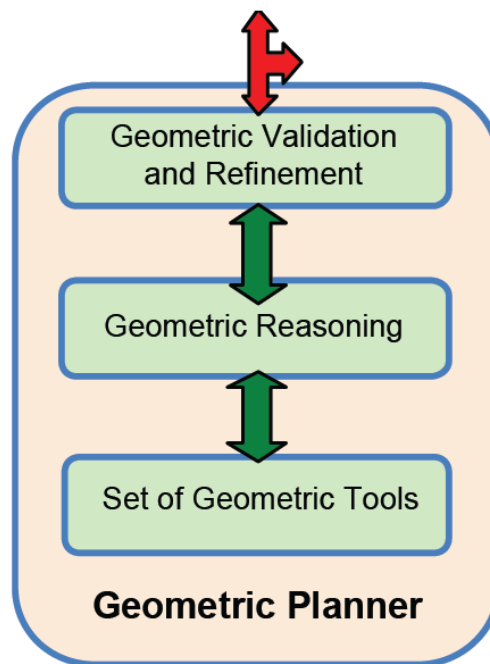 Geometric Validation
and Refinement
Geometric Reasoning
Set of Geometric Tools
Geometric Planner